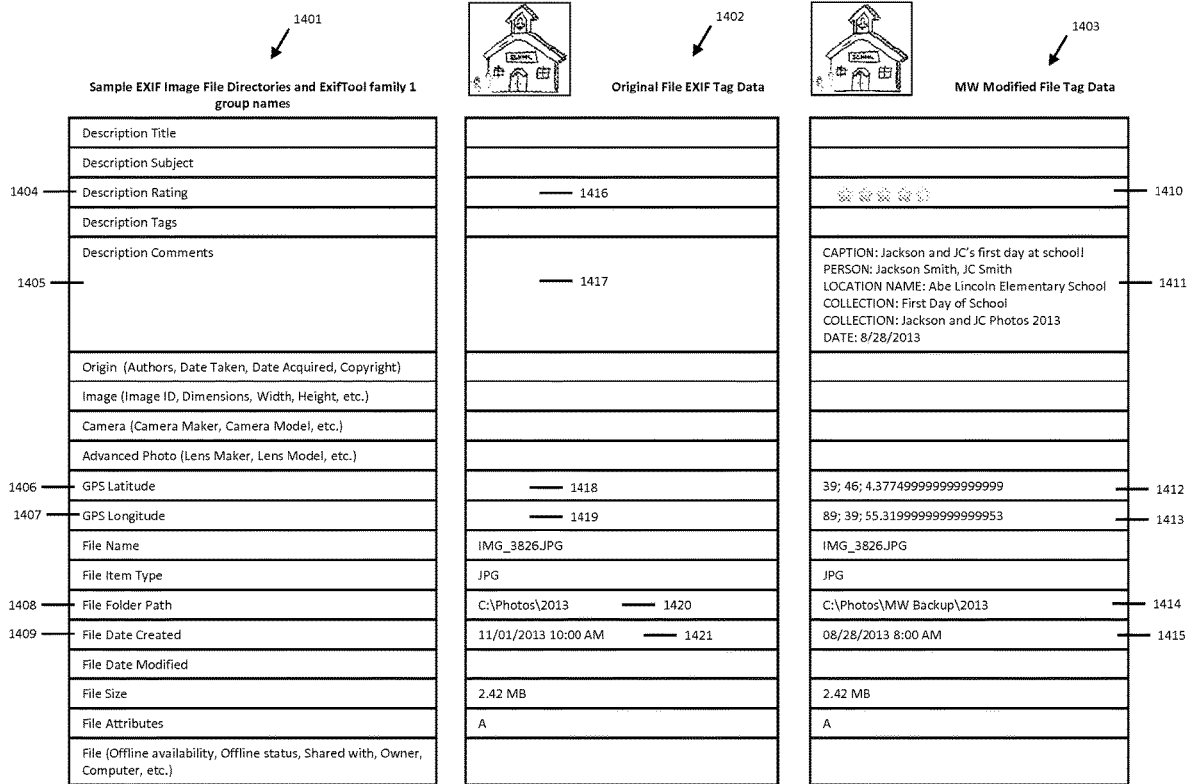 1401
1402
1403
SCHOOL
SCHOOL
Sample EXIF Image File Directories and ExifTool family 1
group names
Original File EXIF Tag Data
MW Modified File Tag Data
Description Title
Description Subject
1404
Description Rating
1416
1410
Description Tags
1405
Description Comments
1417
CAPTION: Jackson and JC's first day at school!
PERSON: Jackson Smith, JC Smith
LOCATION NAME: Abe Lincoln Elementary School
COLLECTION: First Day of School
COLLECTION: Jackson and JC Photos 2013
DATE: 8/28/2013
1411
Origin (Authors, Date Taken, Date Acquired, Copyright)
Image (Image ID, Dimensions, Width, Height, etc.)
Camera (Camera Maker, Camera Model, etc.)
Advanced Photo (Lens Maker, Lens Model, etc.)
1406
GPS Latitude
1418
39; 46; 4.377499999999999999
1412
1407
GPS Longitude
1419
89; 39; 55.31999999999999953
1413
File Name
IMG_3826.JPG
IMG_3826.JPG
File Item Type
JPG
JPG
1408
File Folder Path
C:\Photos\2013
1420
C:\Photos\MW Backup\2013
1414
1409
File Date Created
11/01/2013 10:00 AM
1421
08/28/2013 8:00 AM
1415
File Date Modified
File Size
2.42 MB
2.42 MB
File Attributes
A
A
File (Offline availability, Offline status, Shared with, Owner,
Computer, etc.)